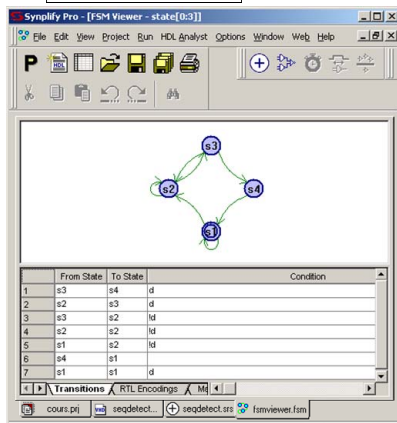 Synplify Pro - [FSM Viewer - state[0:3]]
File Edit View Project Run HDL Analyst Options Window Web Help
P HDL
s3
s2 s4
s1
From State To State Condition
1 s3 s4 d
2 s2 s3 d
3 s3 s2 !d
4 s2 s2 !d
5 s1 s2 !d
6 s4 s1
7 s1 s1 d
Transitions RTL Encodings Me
cours.prj seqdetect... seqdetect.srs fsmviewer.fsm